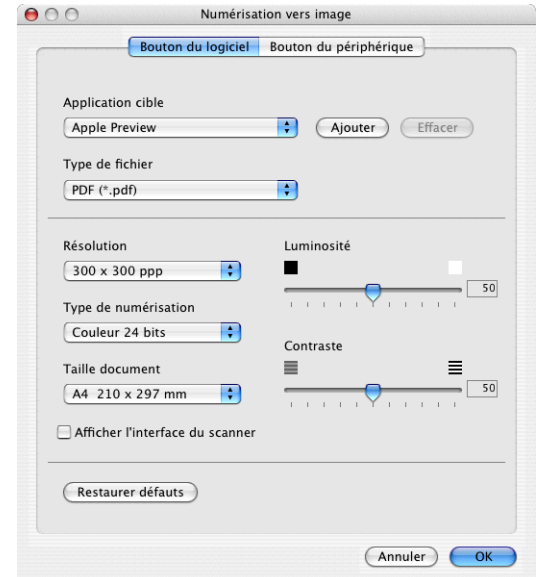 Numérisation vers image
Bouton du logiciel Bouton du périphérique
Application cible
Apple Preview Ajouter Effacer
Type de fichier
PDF (*.pdf)
Résolution Luminosité
300 x 300 ppp
50
Type de numérisation
Couleur 24 bits
Contraste
Taille document
A4 210 x 297 mm 50
Afficher l'interface du scanner
Restaurer défauts
Annuler OK